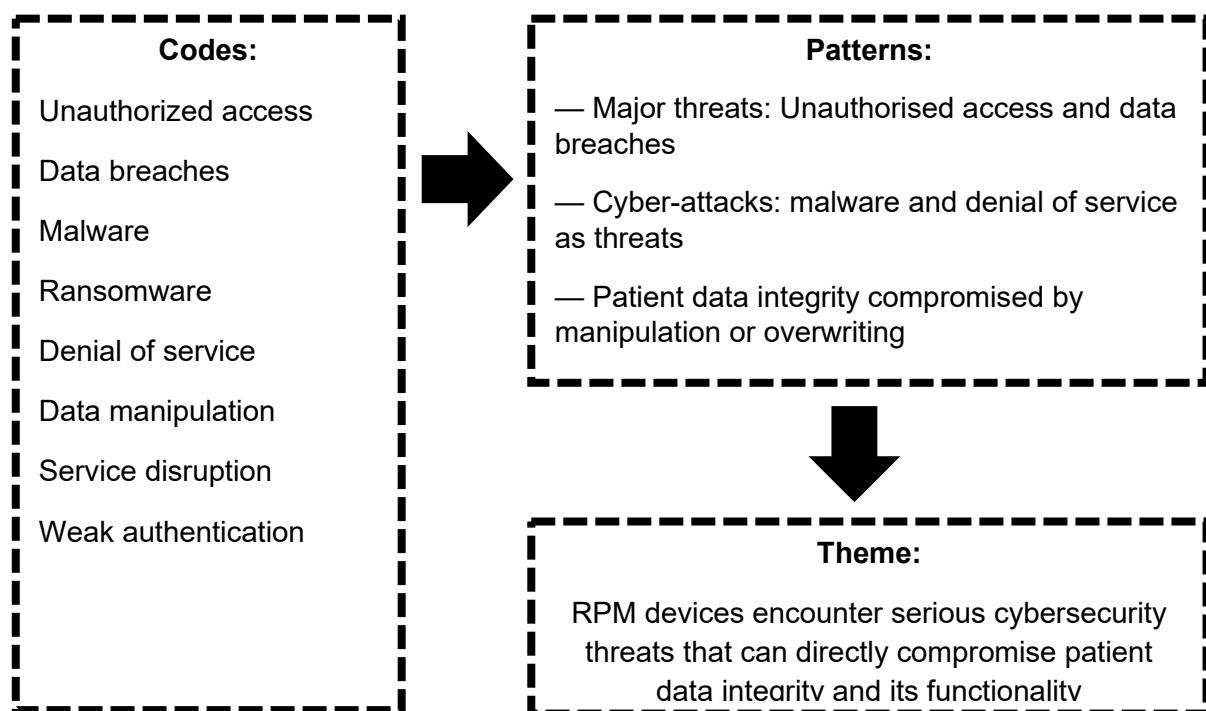 Codes:
Unauthorized access
Data breaches
Malware
Ransomware
Denial of service
Data manipulation
Service disruption
Weak authentication
Patterns:
— Major threats: Unauthorised access and data
breaches
— Cyber-attacks: malware and denial of service
as threats
— Patient data integrity compromised by
manipulation or overwriting
Theme:
RPM devices encounter serious cybersecurity
threats that can directly compromise patient
data integrity and its functionality